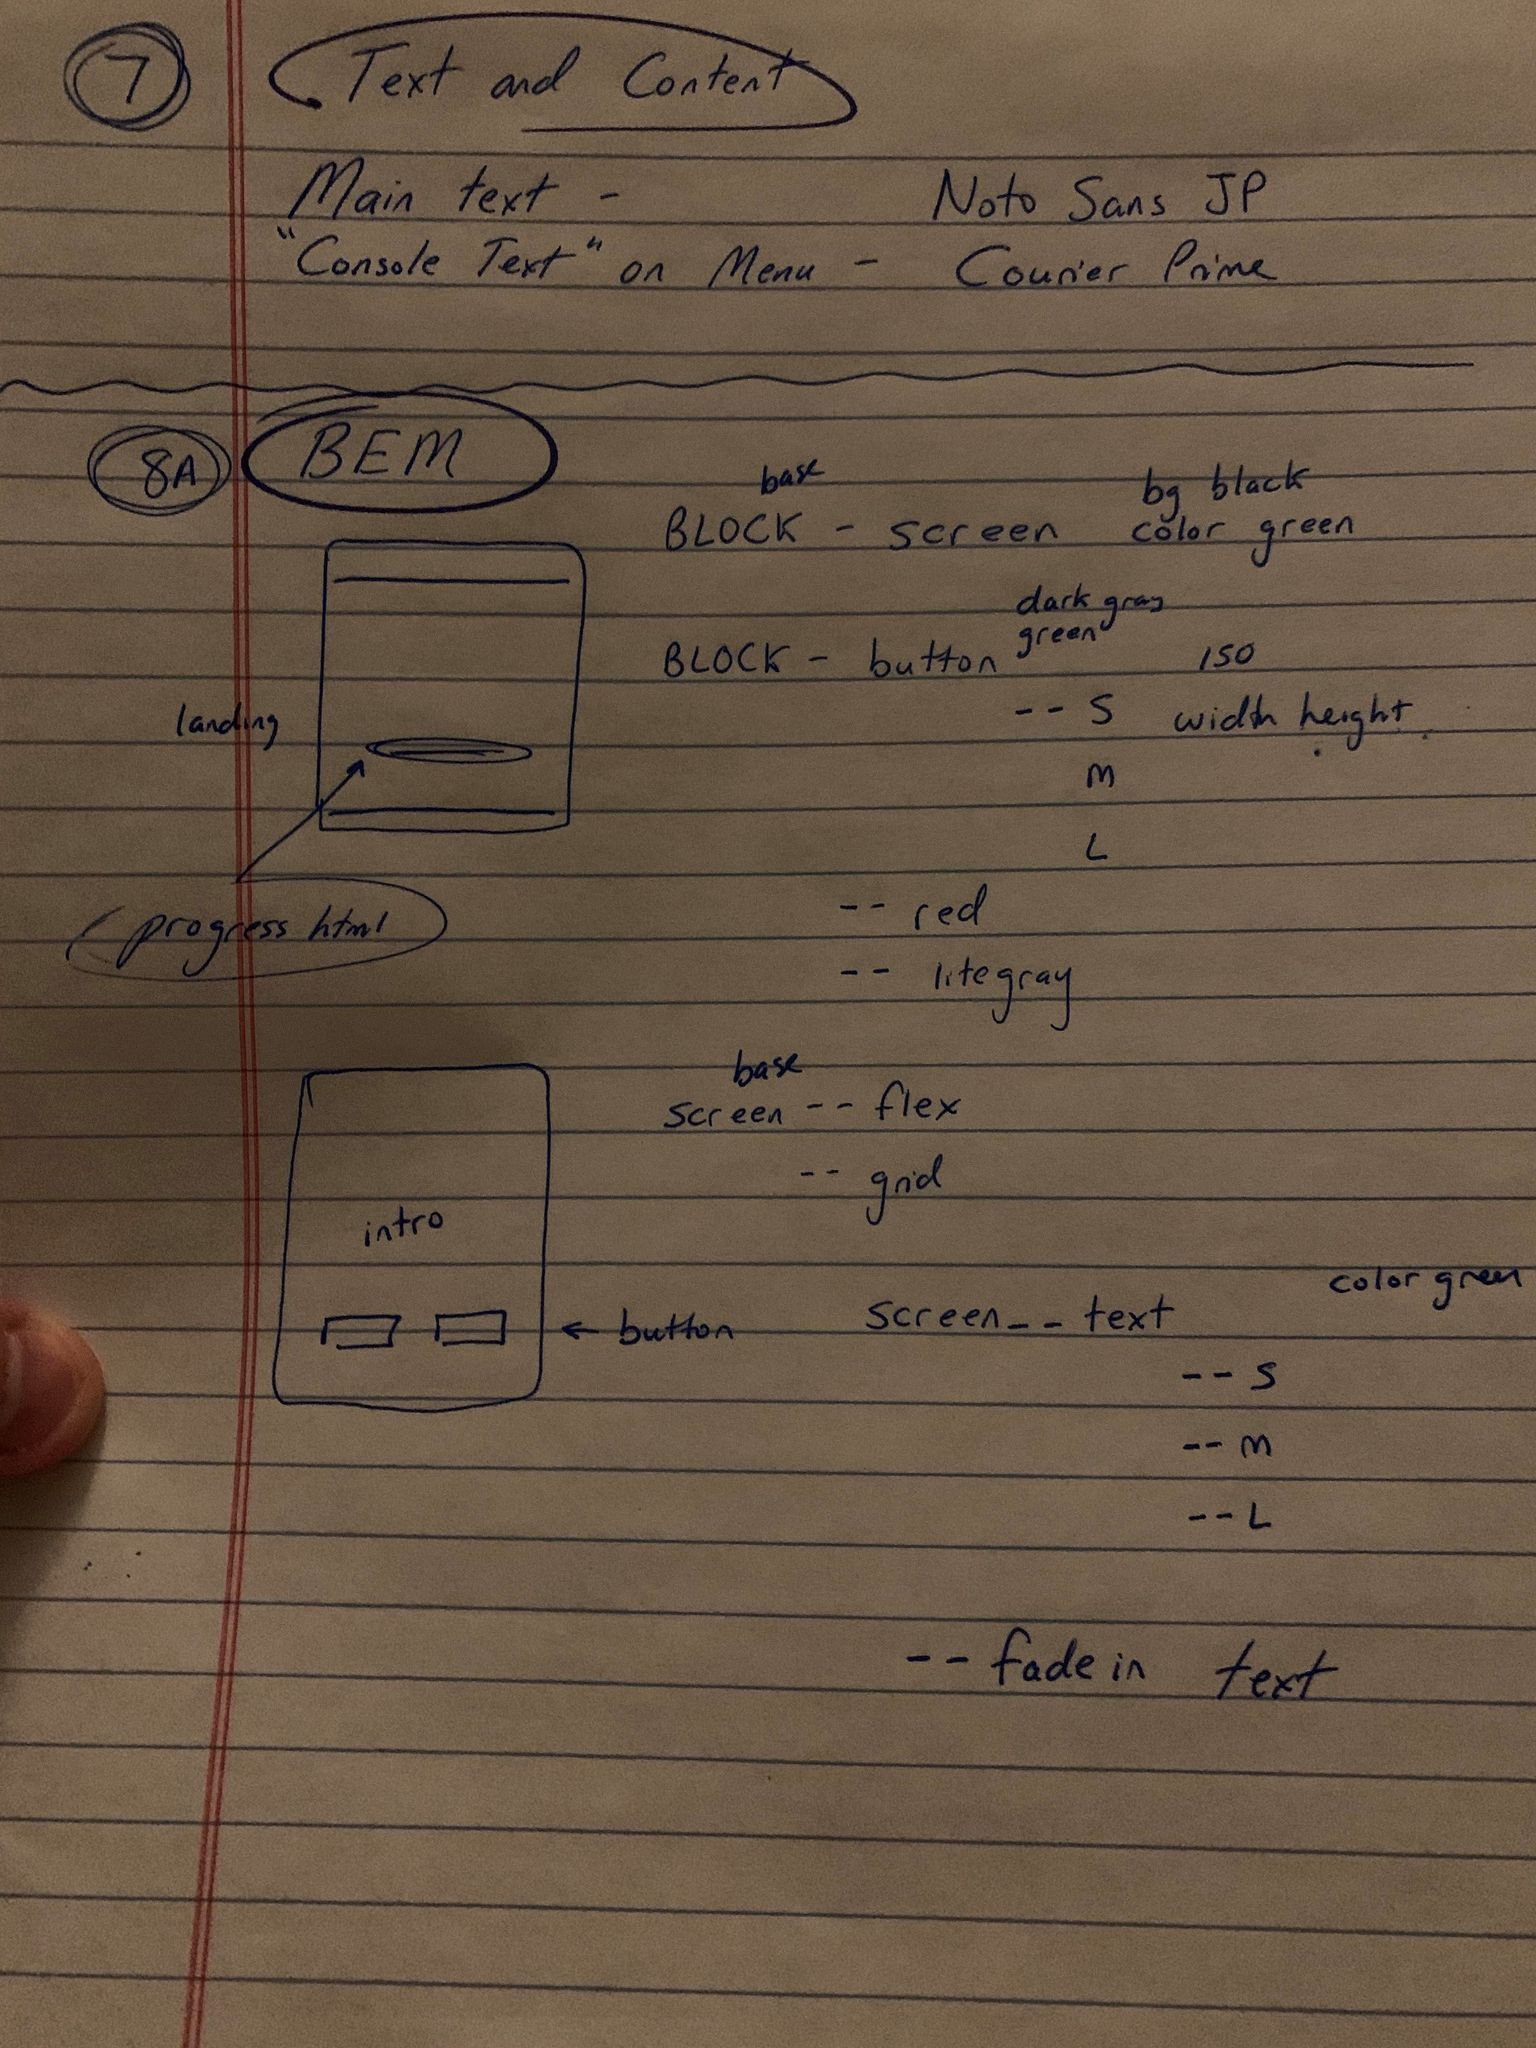 7 Text and Content
Main text - Noto Sans JP
"Console Text" on Menu - Courier Prime
8A BEM
base
BLOCK - screen
bg black
color green
dark gray
green
BLOCK - button
150
-- S width height
M
L
landing
progress html
-- red
-- litegray
base
screen -- flex
-- grid
intro
← button
color green
screen__text
-- S
-- M
-- L
-- fade in text